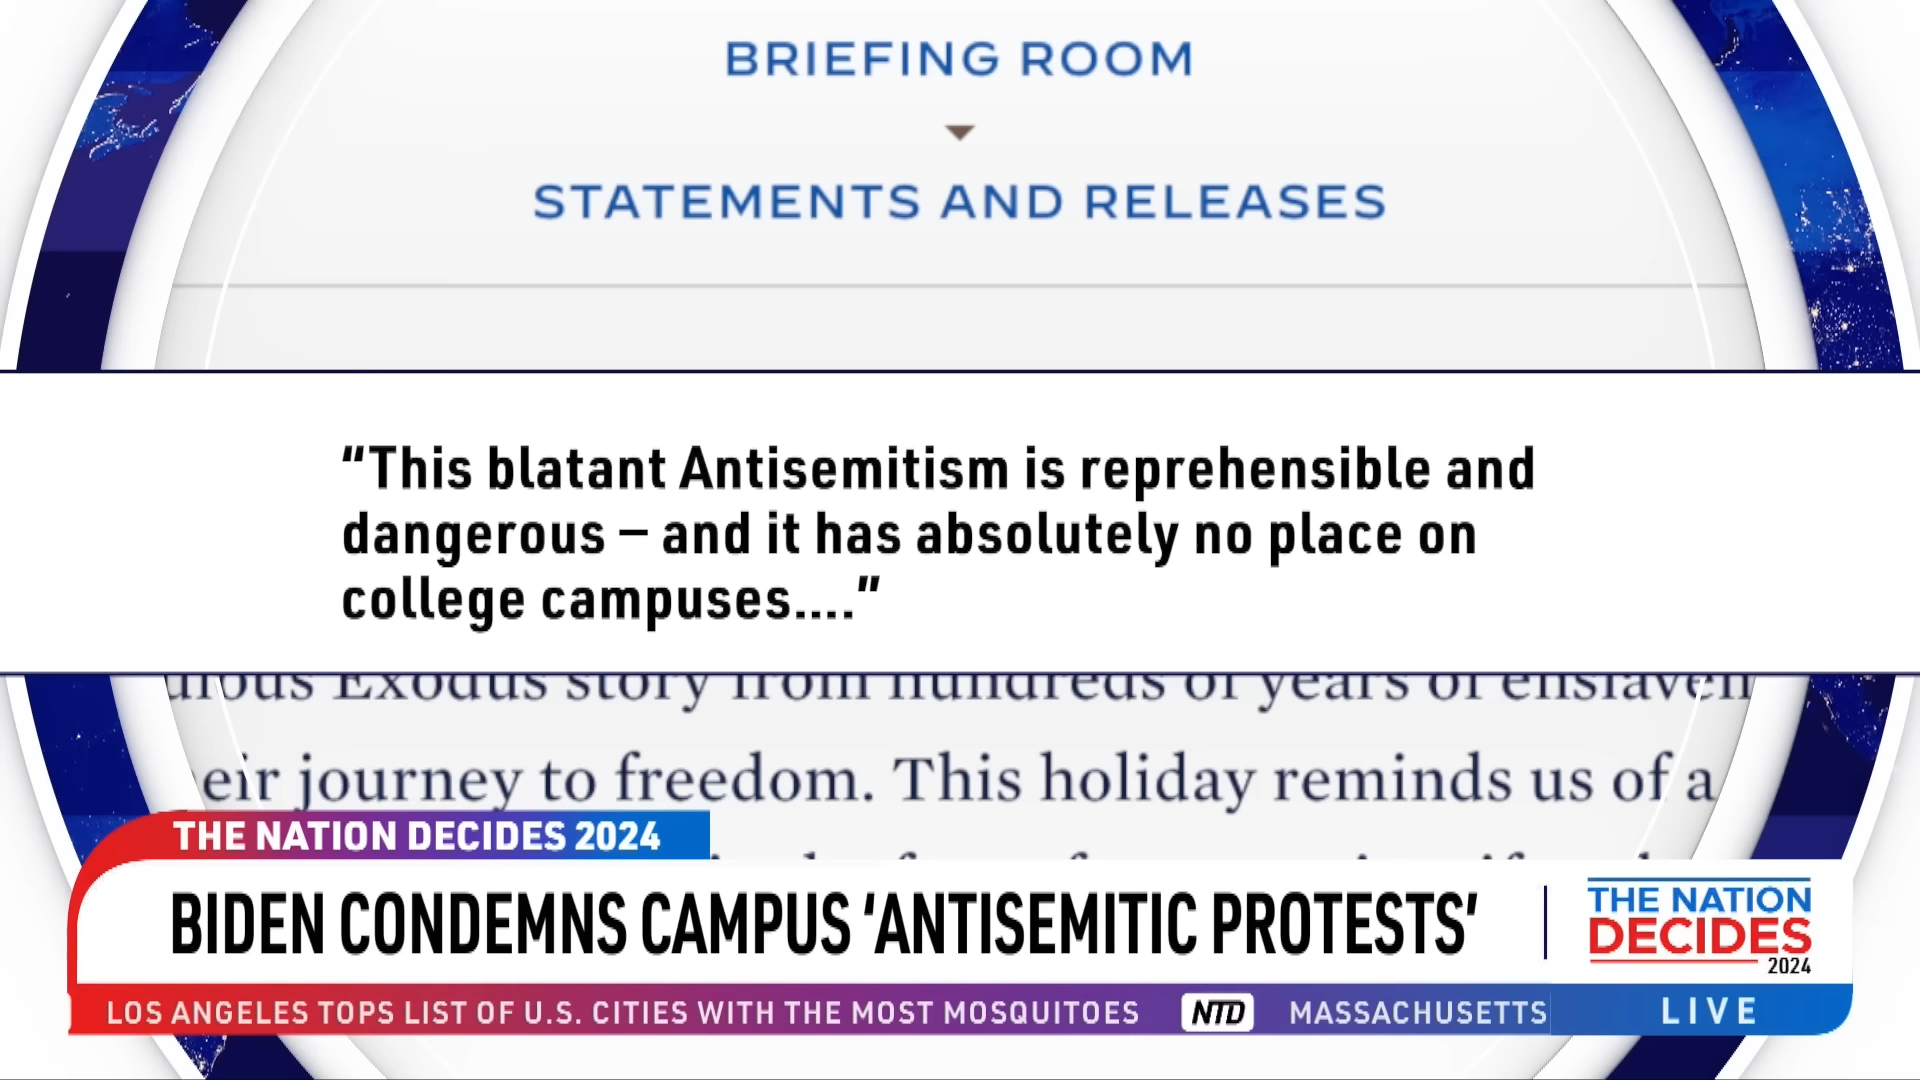 BRIEFING ROOM
STATEMENTS AND RELEASES
“This blatant Antisemitism is reprehensible and
dangerous – and it has absolutely no place on
college campuses....”
Exodus story from hundreds of years of
journey to freedom. This holiday reminds us of a
THE NATION DECIDES 2024
BIDEN CONDEMNS CAMPUS ‘ANTISEMITIC PROTESTS’
THE NATION
DECIDES
2024
LOS ANGELES TOPS LIST OF U.S. CITIES WITH THE MOST MOSQUITOES NTD MASSACHUSETTS LIVE